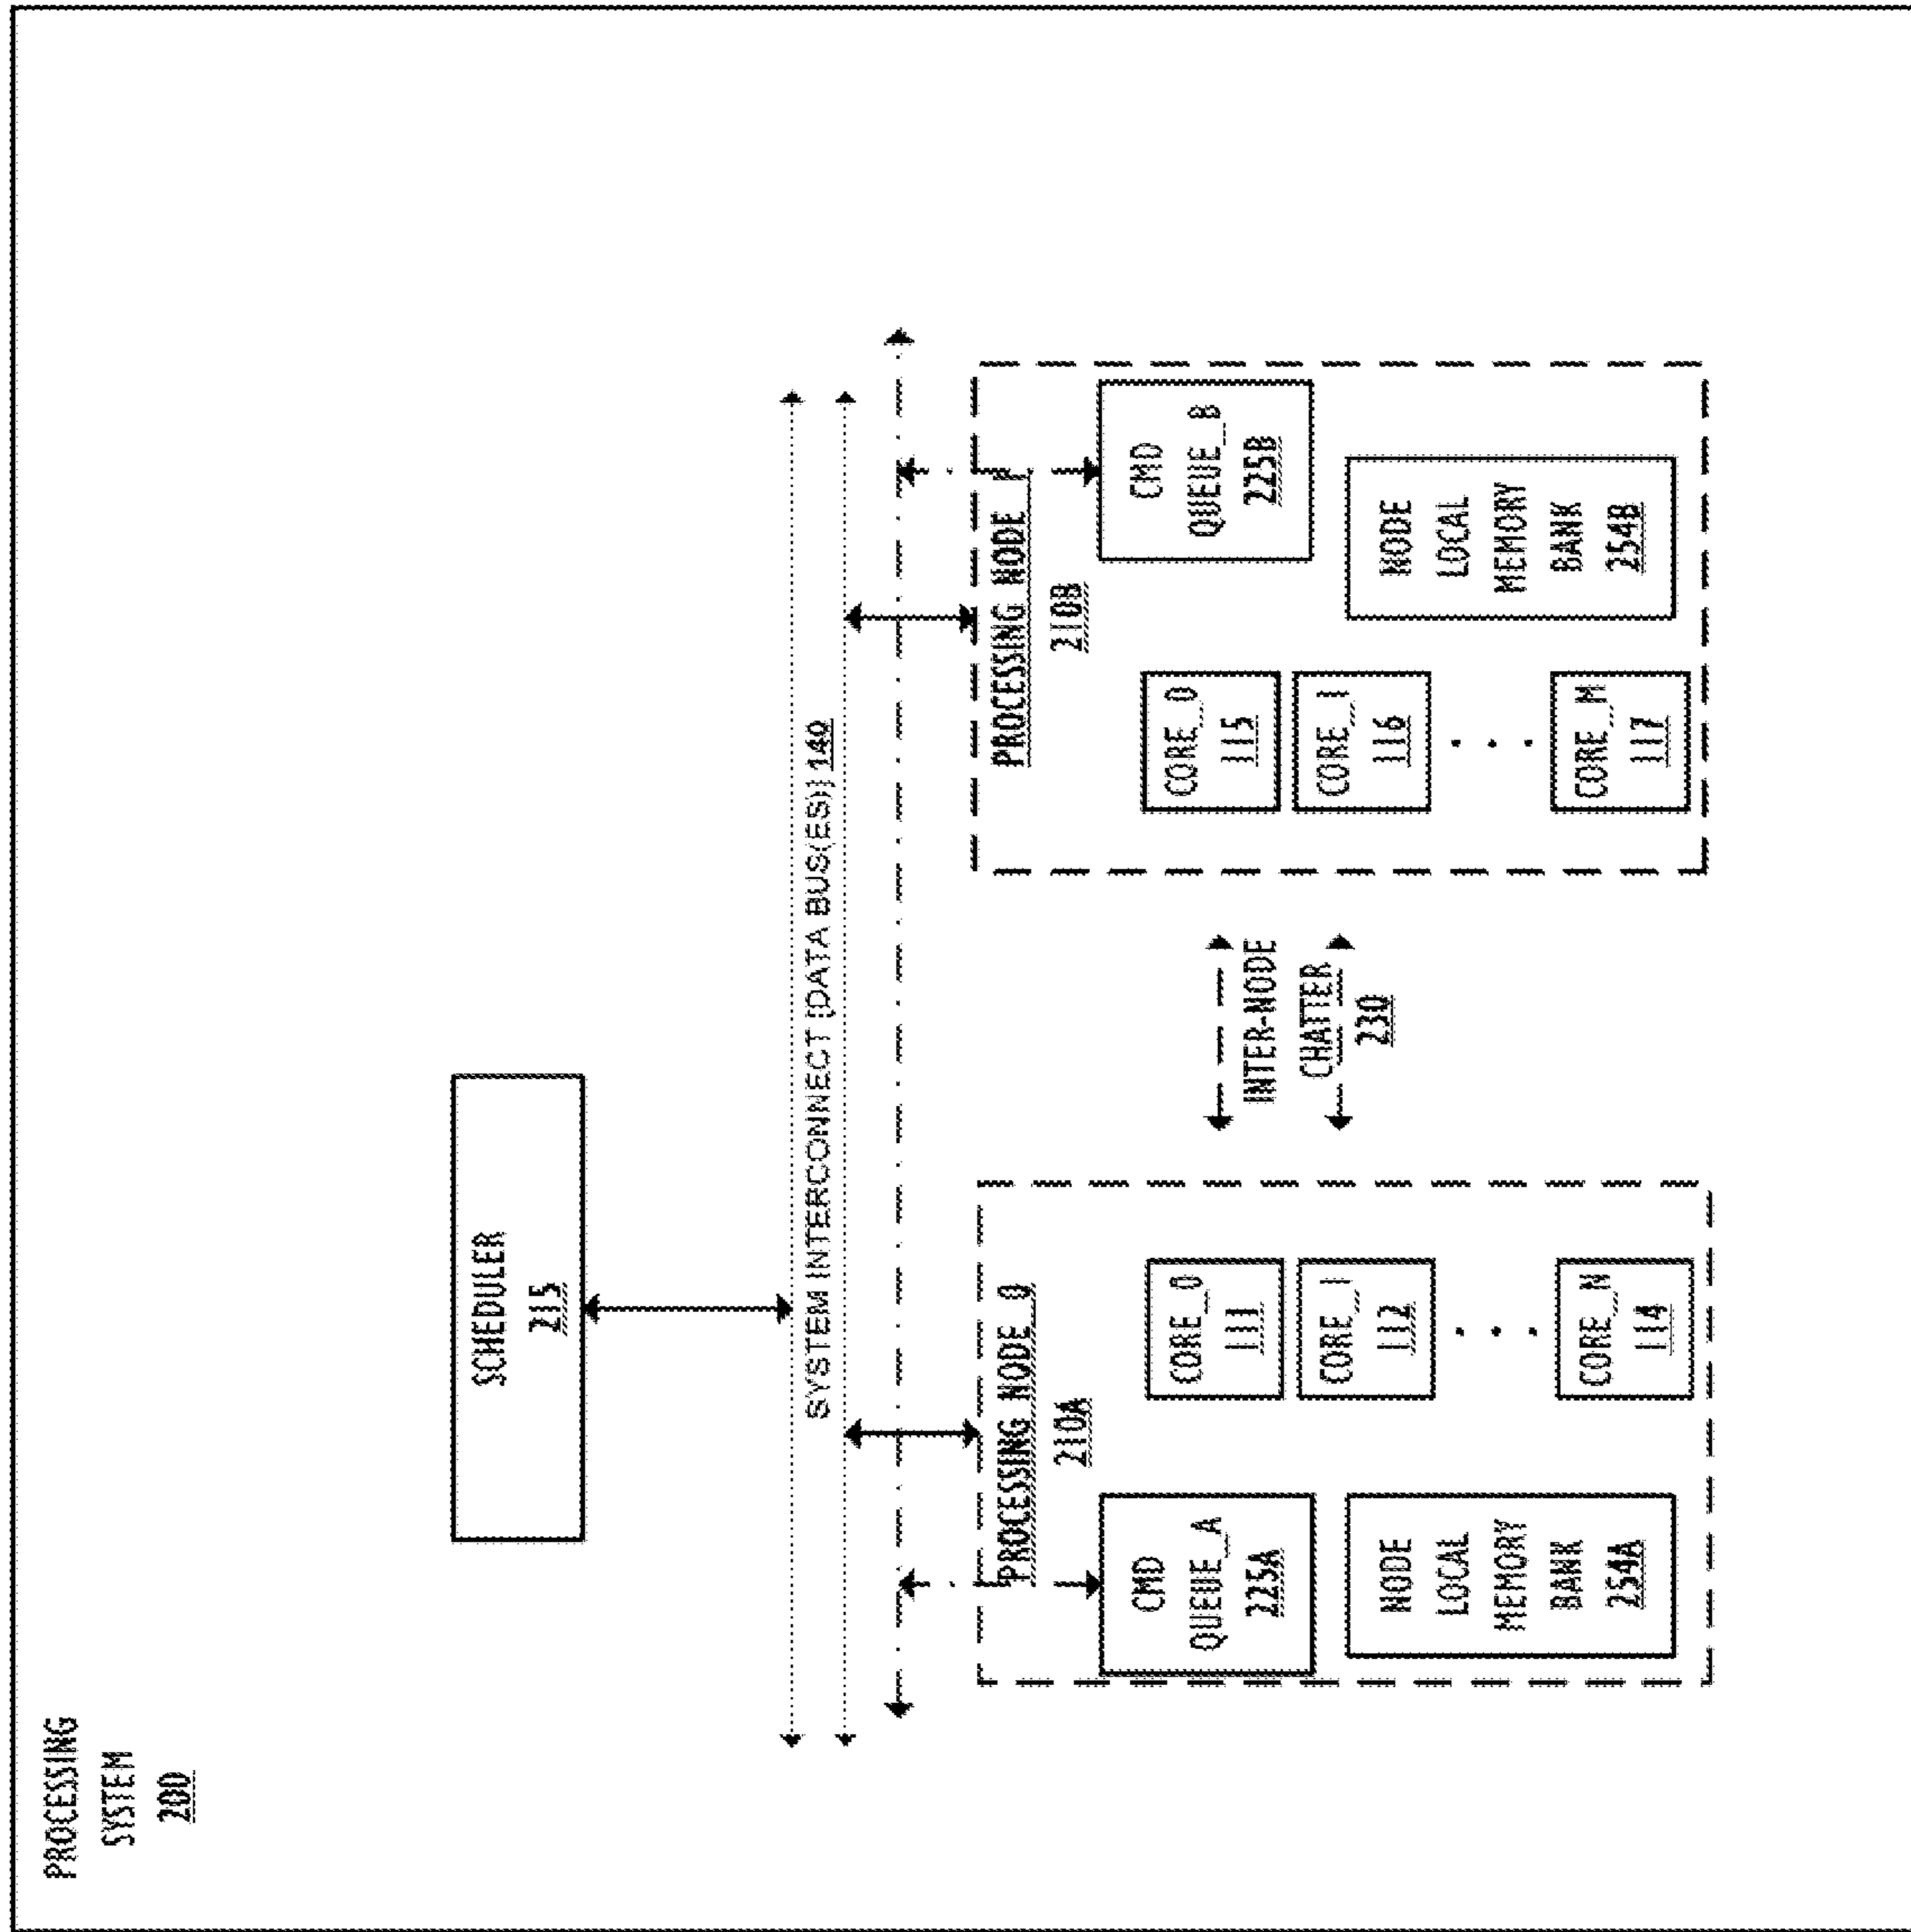 PROCESSING
SYSTEM
200
SCHEDULER
215
SYSTEM INTERCONNECT [DATA BUS(ES)] 140
PROCESSING NODE_0
210A
CMD
QUEUE_A
225A
NODE
LOCAL
MEMORY
BANK
254A
CORE_0
111
CORE_1
112
. . .
CORE_N
114
INTER-NODE
CHATTER
230
PROCESSING NODE_1
210B
CORE_0
115
CORE_1
116
. . .
CORE_M
117
CMD
QUEUE_B
225B
NODE
LOCAL
MEMORY
BANK
254B